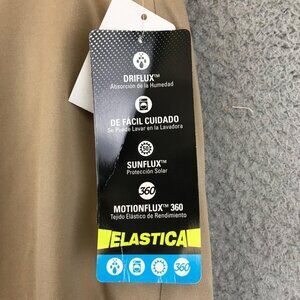 DRIFLUX™
Absorción de la Humedad
DE FÁCIL CUIDADO
Se Puede Lavar en la Lavadora
SUNFLUX™
Protección Solar
360
MOTIONFLUX™ 360
Tejido Elástico de Rendimiento
ELASTICA
360